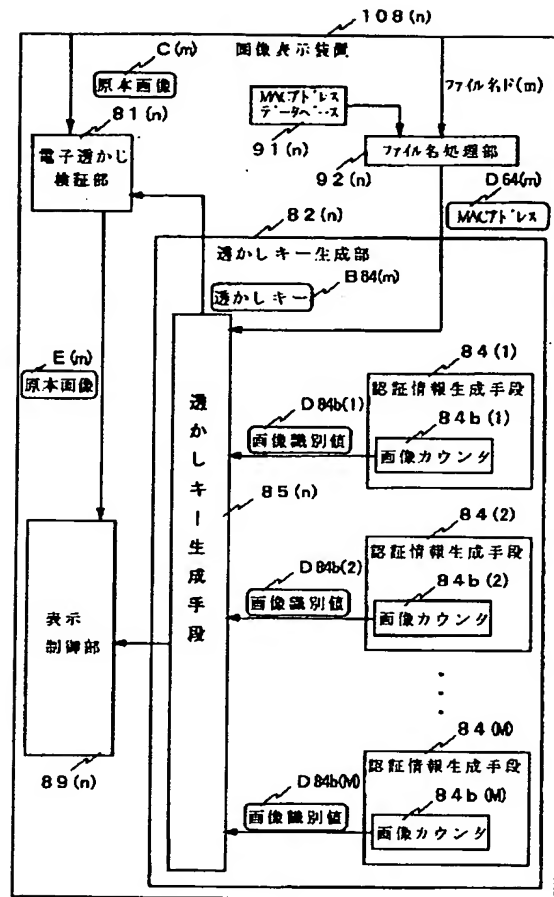 108(n)
画像表示装置
C(m)
原本画像
81(n)
電子透かし
検証部
MACアドレス
データベース
91(n)
ファイル名F(m)
ファイル名処理部
92(n)
D64(m)
MACアドレス
82(n)
透かしキー生成部
B84(m)
透かしキー
E(m)
原本画像
透かしキー生成手段
85(n)
84(1)
認証情報生成手段
84b(1)
画像カウンタ
D84b(1)
画像識別値
84(2)
認証情報生成手段
84b(2)
画像カウンタ
D84b(2)
画像識別値
表示
制御部
89(n)
84(M)
認証情報生成手段
84b(M)
画像カウンタ
D84b(M)
画像識別値